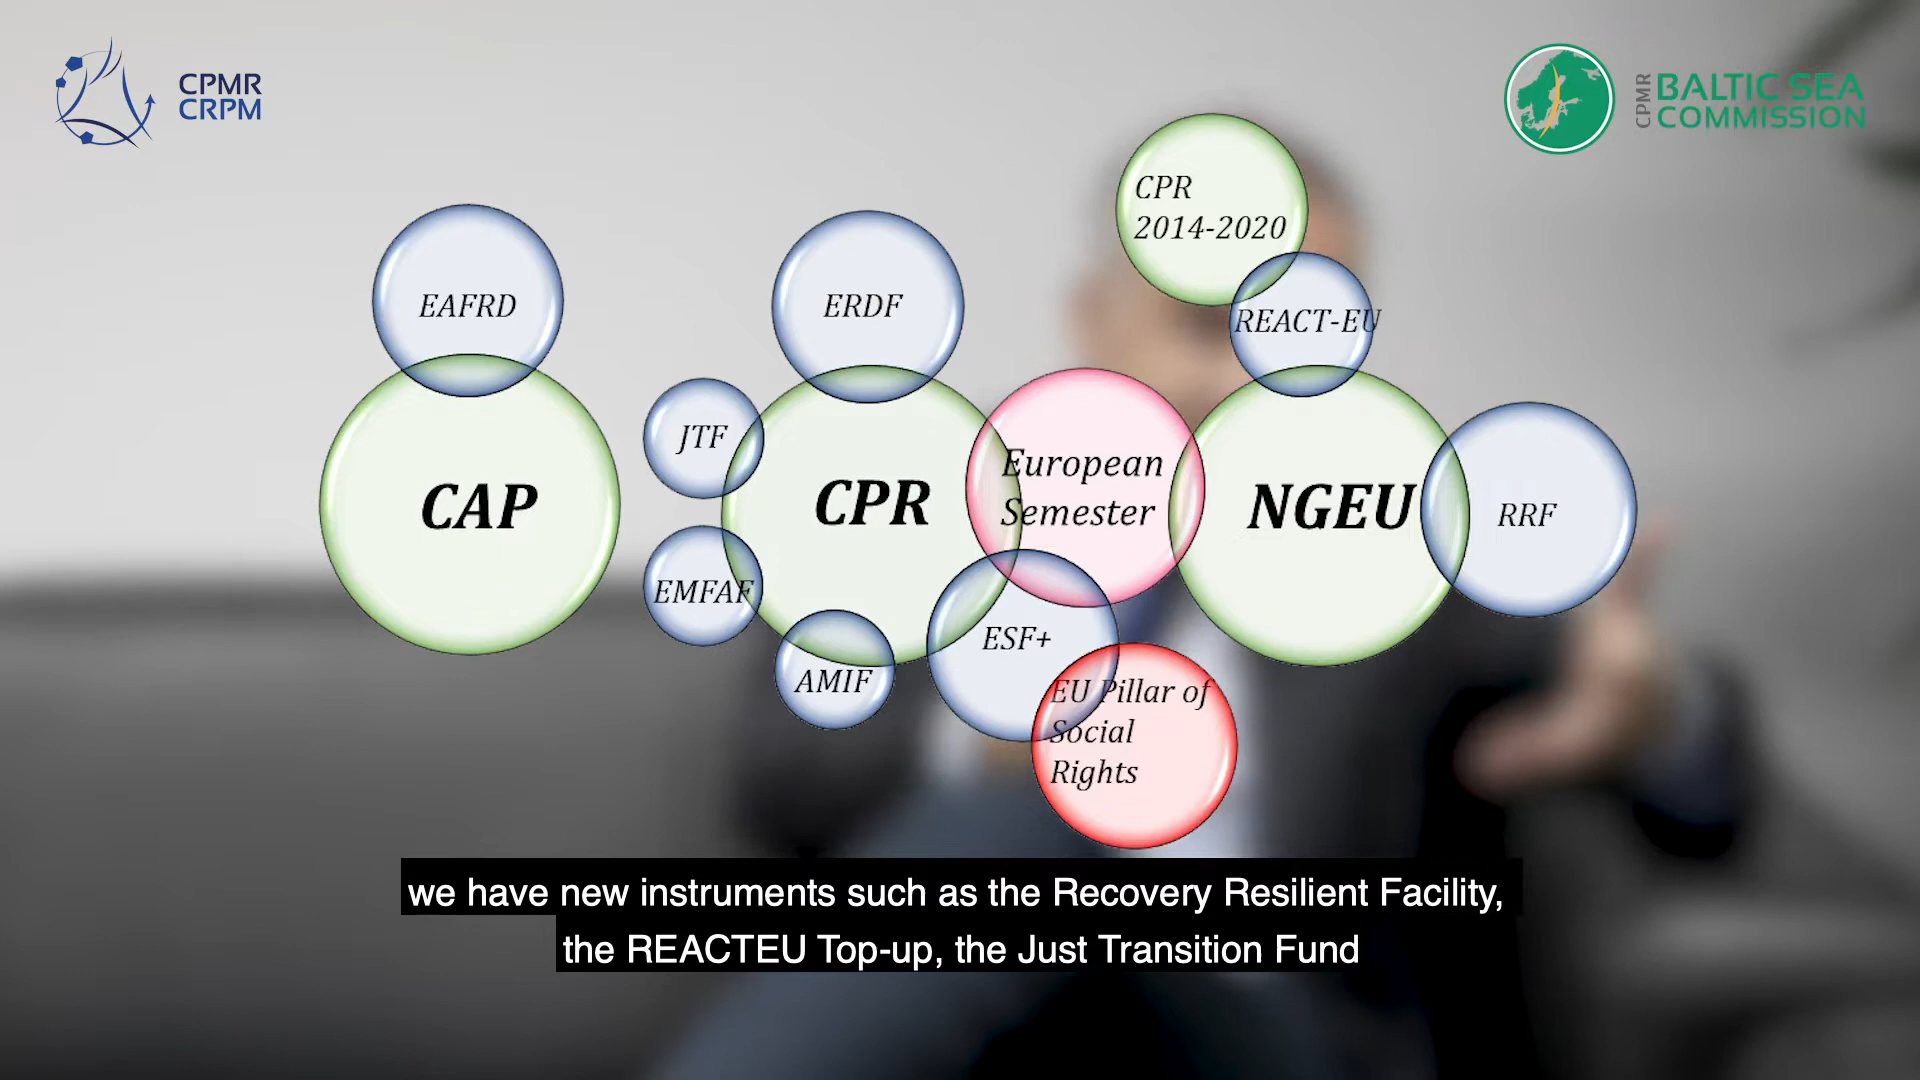 CPMR
CRPM
CPMR
BALTIC SEA
COMMISSION
CPR
2014-2020
EAFRD
ERDF
REACT-EU
JTF
CAP
CPR
European
Semester
NGEU
RRF
EMFAF
ESF+
AMIF
EU Pillar of
Social
Rights
we have new instruments such as the Recovery Resilient Facility,
the REACTEU Top-up, the Just Transition Fund